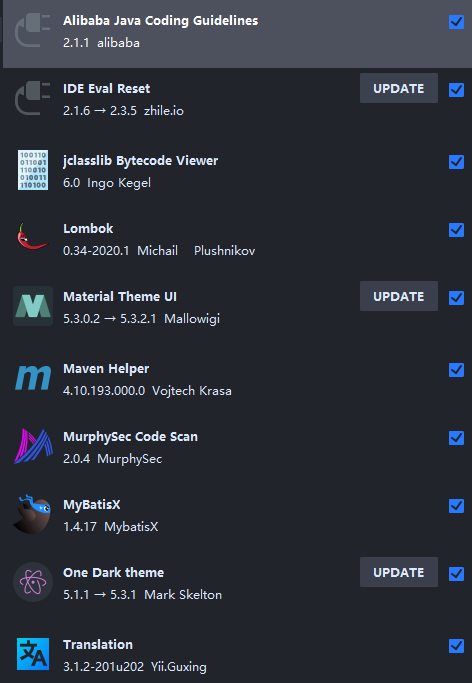 Alibaba Java Coding Guidelines
2.1.1 alibaba
IDE Eval Reset
UPDATE
2.1.6 → 2.3.5 zhile.io
100110
jclasslib Bytecode Viewer
6.0 Ingo Kegel
Lombok
0.34-2020.1 Michail Plushnikov
Material Theme UI
UPDATE
5.3.0.2 → 5.3.2.1 Mallowigi
m
Maven Helper
4.10.193.000.0 Vojtech Krasa
MurphySec Code Scan
2.0.4 MurphySec
MyBatisX
1.4.17 MybatisX
One Dark theme
UPDATE
5.1.1 → 5.3.1 Mark Skelton
文A
Translation
3.1.2-201u202 Yii.Guxing